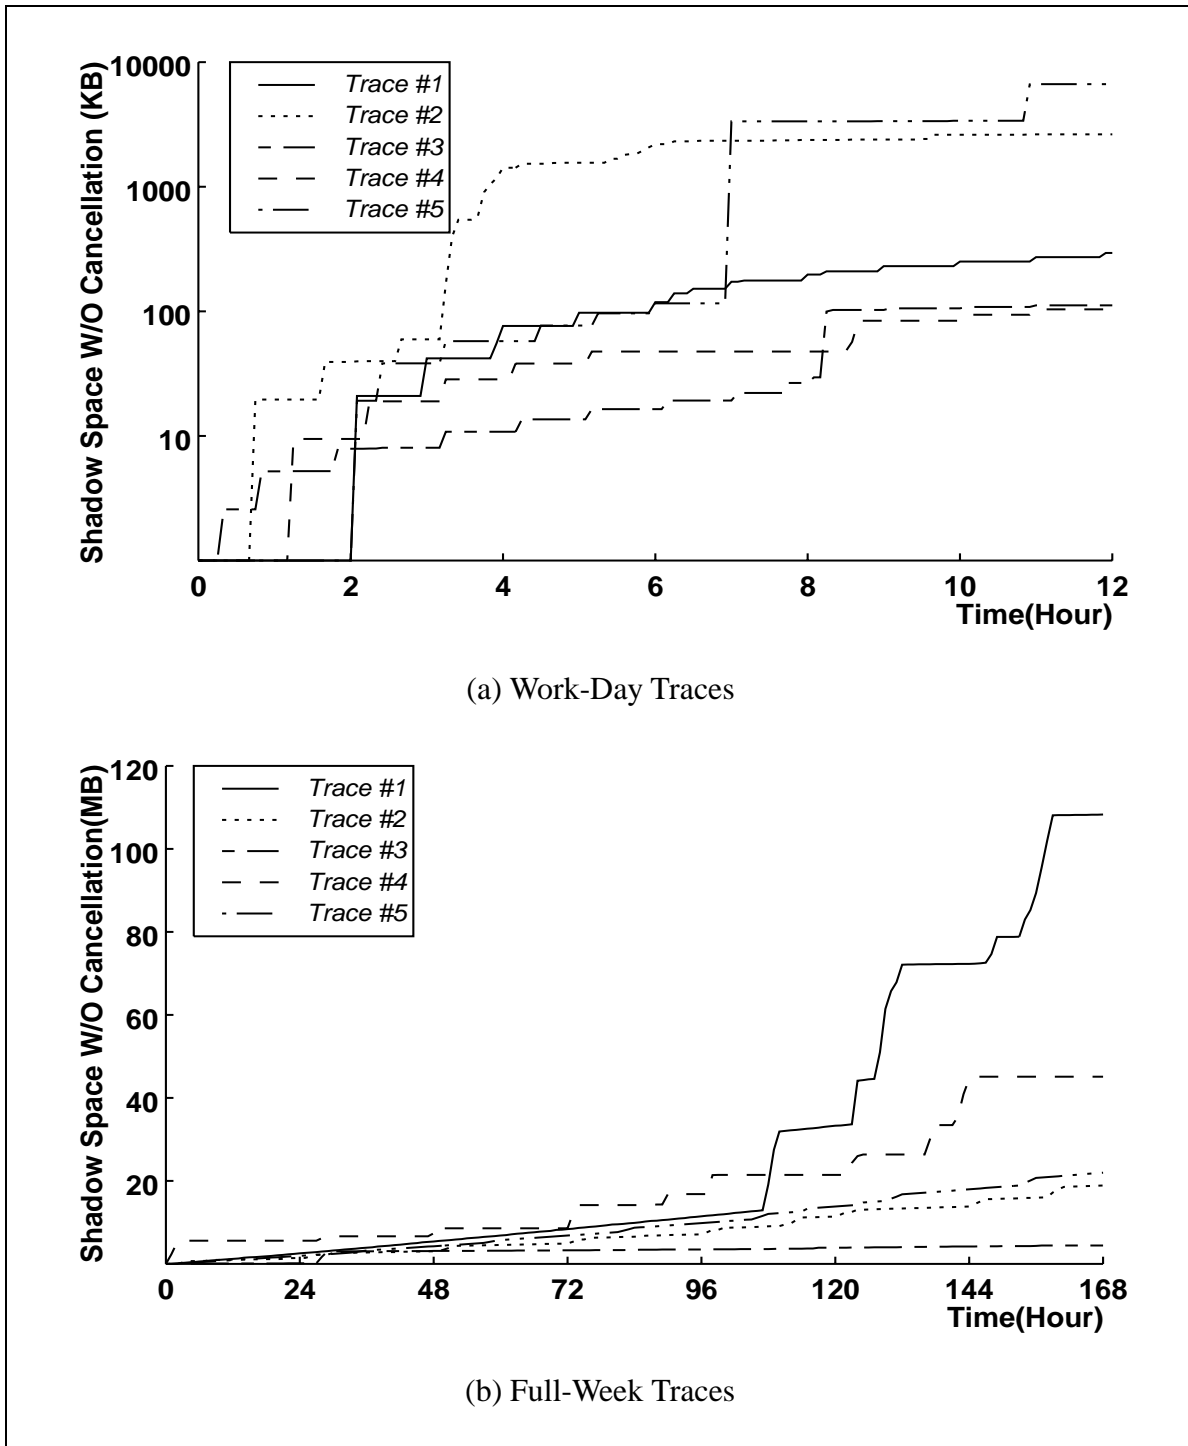 Shadow Space W/O Cancellation (KB)
10000
1000
100
10
Trace #1
Trace #2
Trace #3
Trace #4
Trace #5
0 2 4 6 8 10 12
Time(Hour)
(a) Work-Day Traces
Shadow Space W/O Cancellation(MB)
120
100
80
60
40
20
Trace #1
Trace #2
Trace #3
Trace #4
Trace #5
0 24 48 72 96 120 144 168
Time(Hour)
(b) Full-Week Traces